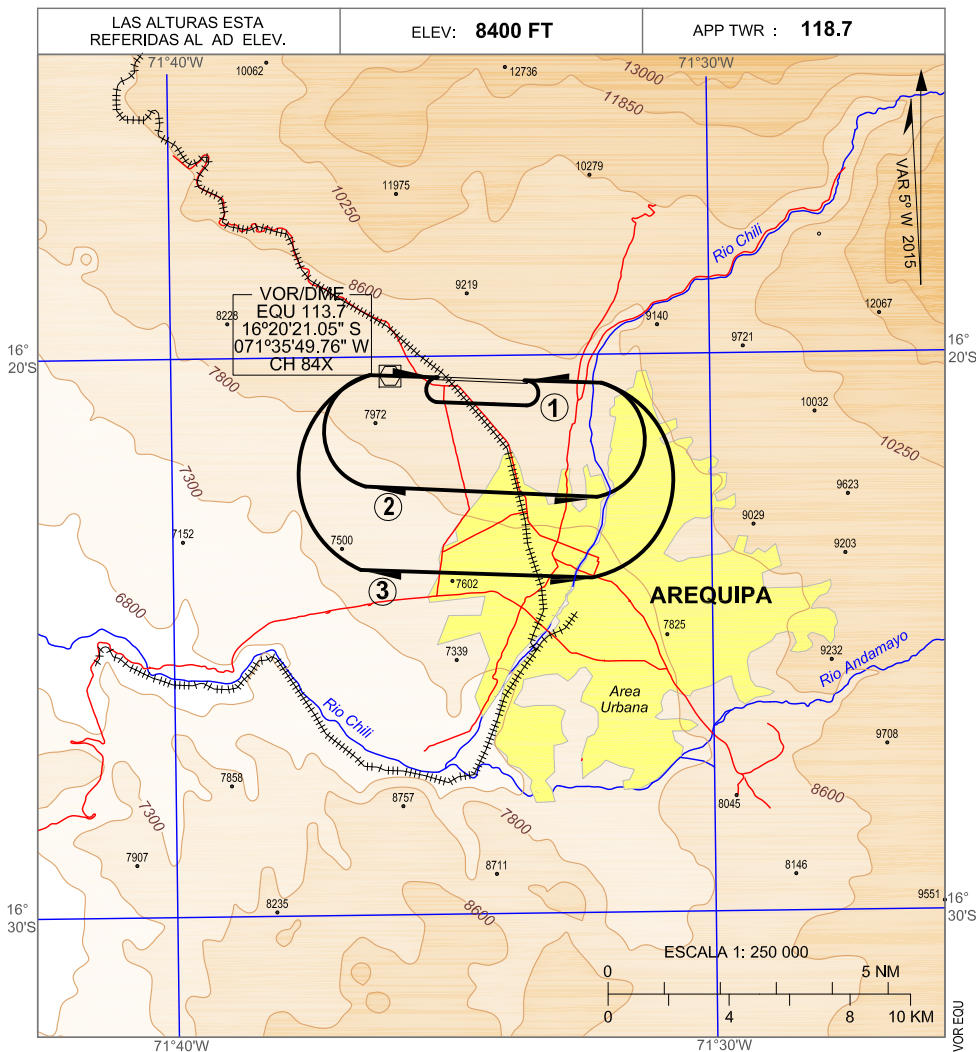 LAS ALTURAS ESTA
REFERIDAS AL AD ELEV.
ELEV: 8400 FT
APP TWR : 118.7
71°40'W
71°30'W
10062
12736
13000
11850
VAR 5º W 2015
10279
11975
10250
Rio Chili
8600
9219
VOR/DME
EQU 113.7
16°20'21.05" S
071°35'49.76" W
CH 84X
8228
9140
12067
9721
16°
20'S
16°
20'S
7800
1
7972
10032
10250
7300
9623
2
9029
7152
7500
9203
6800
3
7602
AREQUIPA
7825
7339
9232
Rio Andamayo
Area
Urbana
Rio Chili
9708
7858
8757
8045
8600
7300
7800
7907
8711
8146
9551
8235
8600
16°
30'S
16°
30'S
ESCALA 1: 250 000
0
5 NM
0
4
8
10 KM
71°40'W
71°30'W
VOR EQU